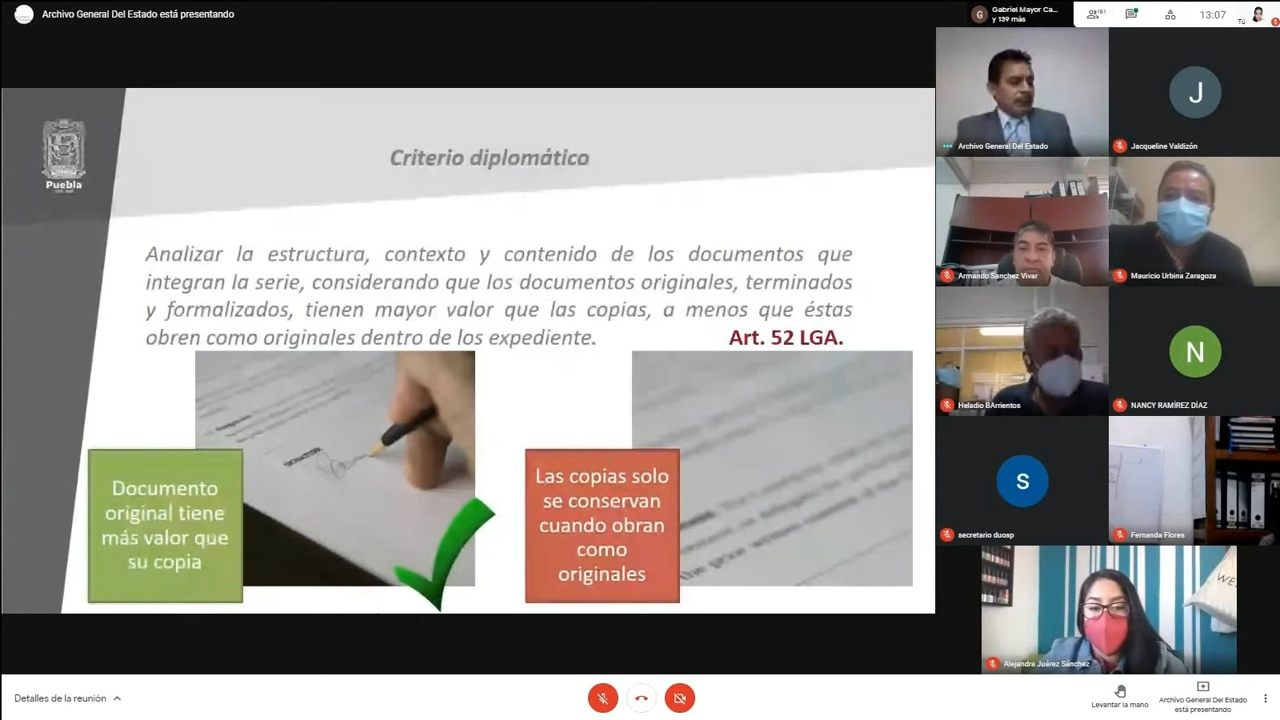 Archivo General Del Estado está presentando
G
Gabriel Mayor Ca...
y 139 más
161
13:07
Tú
Puebla
Criterio diplomático
Analizar la estructura, contexto y contenido de los documentos que
integran la serie, considerando que los documentos originales, terminados
y formalizados, tienen mayor valor que las copias, a menos que éstas
obren como originales dentro de los expediente.
Art. 52 LGA.
Documento
original tiene
más valor que
su copia
Las copias solo
se conservan
cuando obran
como
originales
Archivo General Del Estado
J
Jacqueline Valdizón
Armando Sanchez Vivar
Mauricio Urbina Zaragoza
Heladio BArrientos
N
NANCY RAMÍREZ DÍAZ
S
secretario duosp
Fernanda Flores
WE
Alejandra Juárez Sánchez
Detalles de la reunión
Levantar la mano
Archivo General Del Estado
está presentando